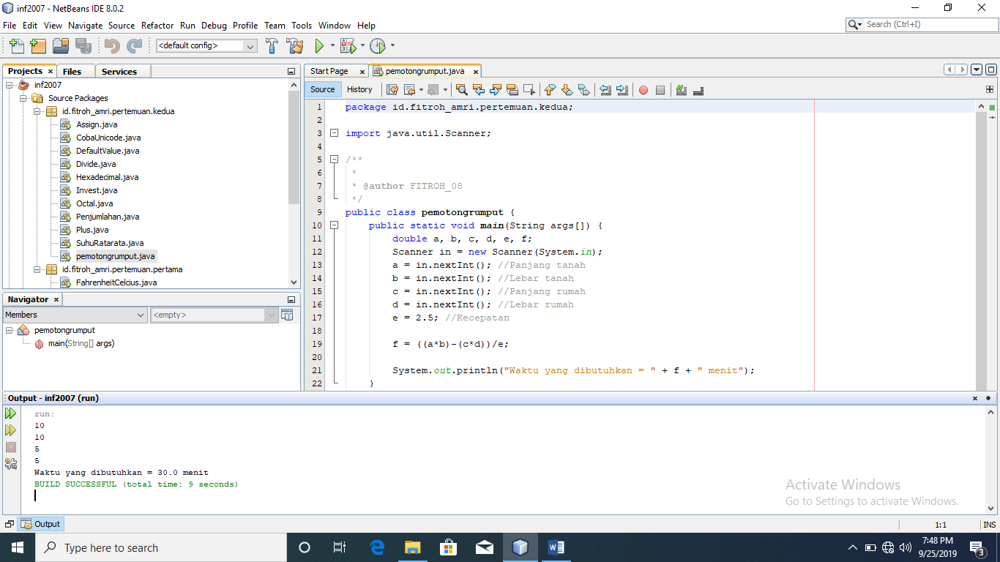 inf2007 - NetBeans IDE 8.0.2
File Edit View Navigate Source Refactor Run Debug Profile Team Tools Window Help
Search (Ctrl+I)
<default config>
Projects × Files Services
inf2007
Source Packages
id.fitroh_amri.pertemuan.kedua
Assign.java
CobaUnicode.java
DefaultValue.java
Divide.java
Hexadecimal.java
Invest.java
Octal.java
Penjumlahan.java
Plus.java
SuhuRatarata.java
pemotongrumput.java
id.fitroh_amri.pertemuan.pertama
FahrenheitCelcius.java
Navigator ×
Members <empty>
pemotongrumput
main(String[] args)
Start Page × pemotongrumput.java ×
Source History
1 package id.fitroh_amri.pertemuan.kedua;
2
3 import java.util.Scanner;
4
5 /**
6 *
7 * @author FITROH_08
8 */
9 public class pemotongrumput {
10 public static void main(String args[]) {
11 double a, b, c, d, e, f;
12 Scanner in = new Scanner(System.in);
13 a = in.nextInt(); //Panjang tanah
14 b = in.nextInt(); //Lebar tanah
15 c = in.nextInt(); //Panjang rumah
16 d = in.nextInt(); //Lebar rumah
17 e = 2.5; //Kecepatan
18
19 f = ((a*b)-(c*d))/e;
20
21 System.out.println("Waktu yang dibutuhkan = " + f + " menit");
22 }
Output - inf2007 (run)
run:
10
10
5
5
Waktu yang dibutuhkan = 30.0 menit
BUILD SUCCESSFUL (total time: 9 seconds)
Activate Windows
Go to Settings to activate Windows.
Output
1:1 INS
Type here to search
7:48 PM
9/25/2019
3